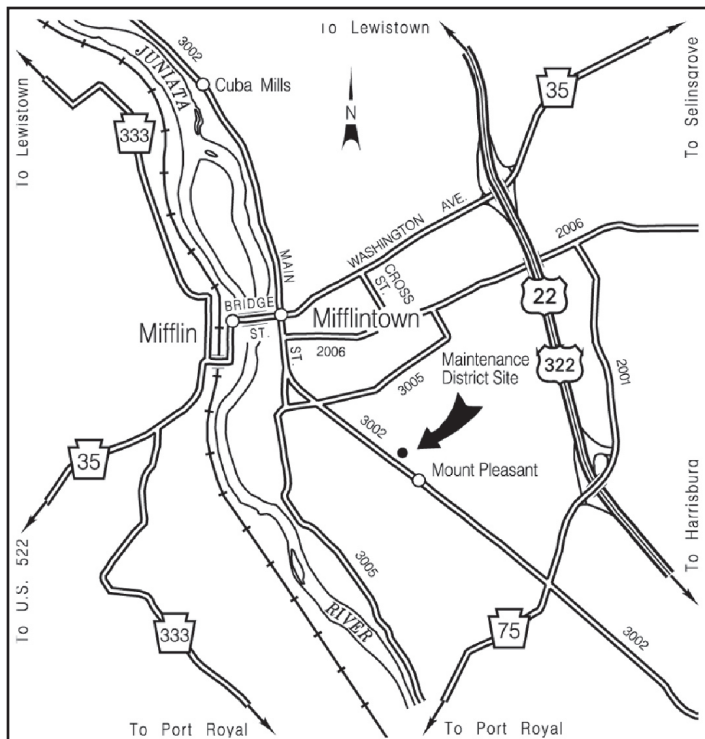 To Lewistown
3002
JUNIATA
Cuba Mills
35
To Selinsgrove
333
To Lewistown
N
WASHINGTON AVE.
2006
MAIN
CROSS
ST.
22
BRIDGE
ST.
Mifflin
Mifflintown
ST.
2006
322
Maintenance
District Site
2001
3005
3002
Mount Pleasant
35
To U.S. 522
To Harrisburg
3005
RIVER
333
75
3002
To Port Royal
To Port Royal